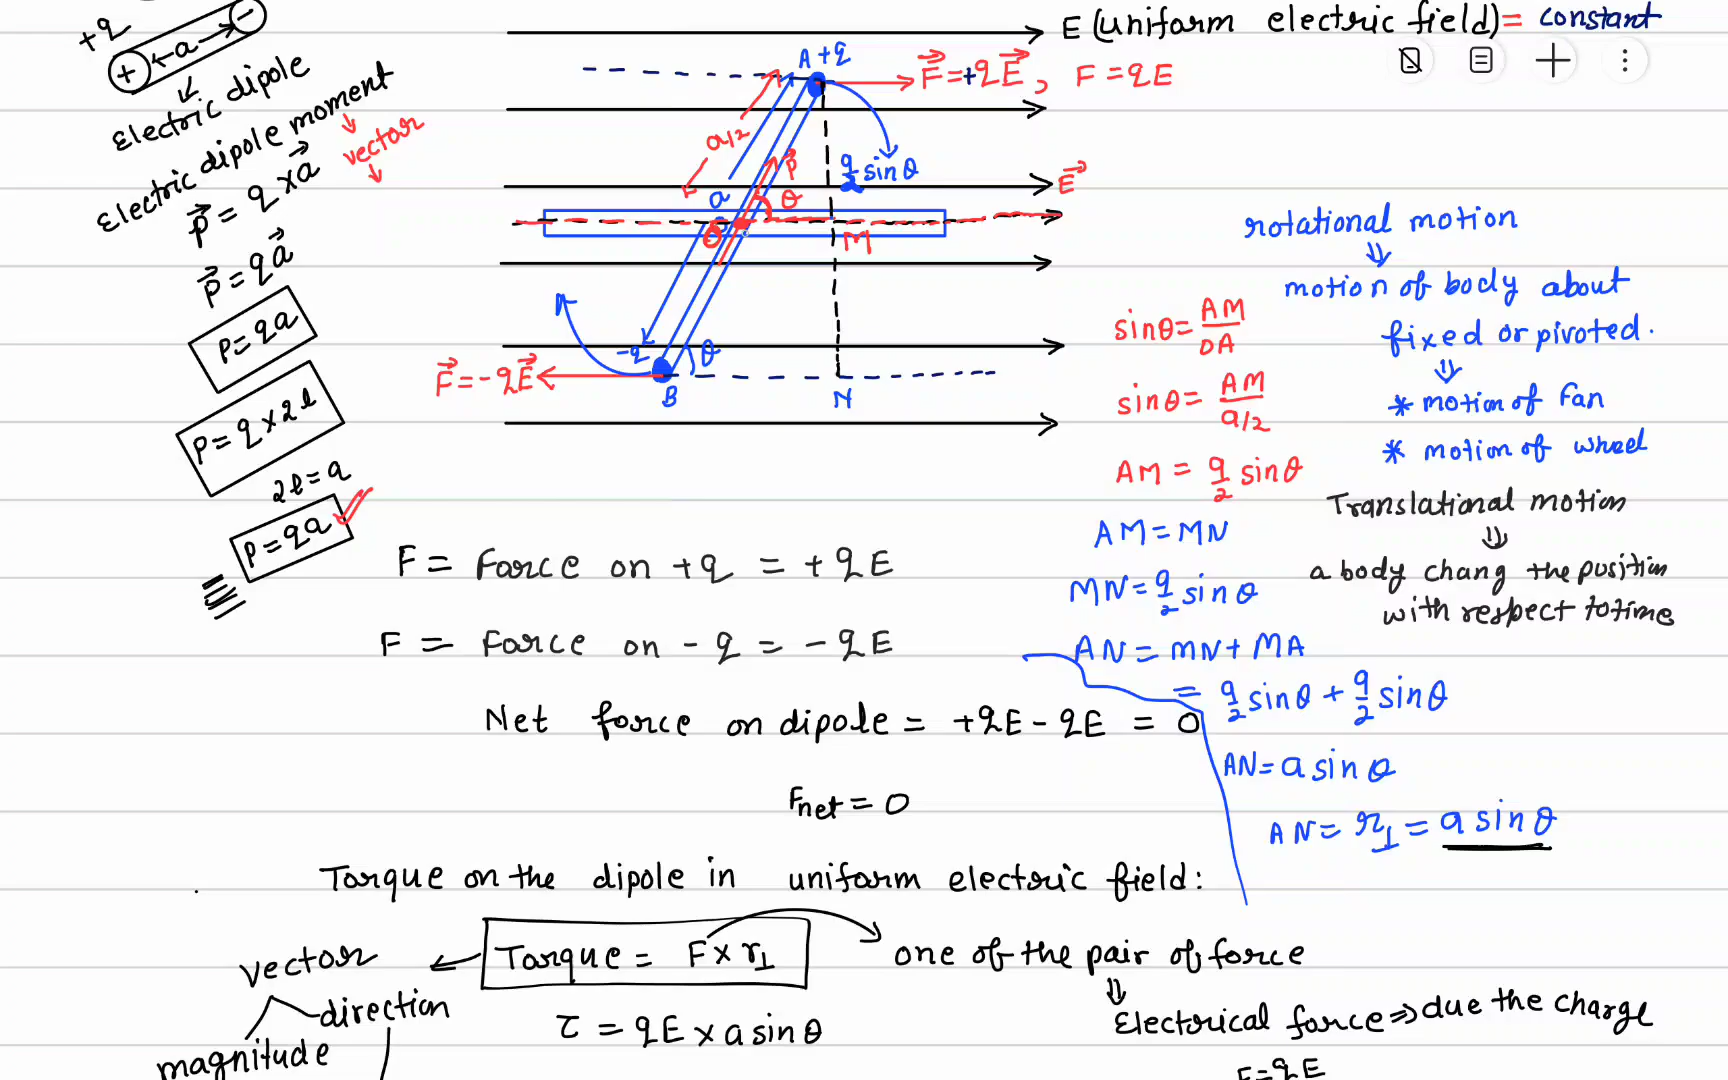 +q
+ ←a→ −
Electric dipole
Electric dipole moment
vector
P⃗ = q × a⃗
P⃗ = q a⃗
P = qa
P = q × 2l
2l = a
P = qa
E (uniform electric field) = constant
A +q
F⃗ = +qE⃗, F = qE
a/2
P⃗
a/2 sinθ
E⃗
a
θ
O
M
-q
θ
F⃗ = -qE⃗
B
N
sinθ = AM/OA
sinθ = AM/a/2
AM = a/2 sinθ
AM = MN
MN = a/2 sinθ
AN = MN + MA
= a/2 sinθ + a/2 sinθ
AN = a sinθ
AN = r⊥ = a sinθ
rotational motion
⇓
motion of body about
fixed or pivoted.
⇓
* motion of Fan
* motion of wheel
Translational motion
⇓
a body chang the position
with respect to time
F = Force on +q = +qE
F = Force on -q = -qE
Net force on dipole = +qE - qE = 0
Fnet = 0
Torque on the dipole in uniform electric field:
Torque = F × r⊥
one of the pair of force
⇓
Electrical force ⇒ due the charge
F = qE
vector
direction
magnitude
τ = qE × a sinθ